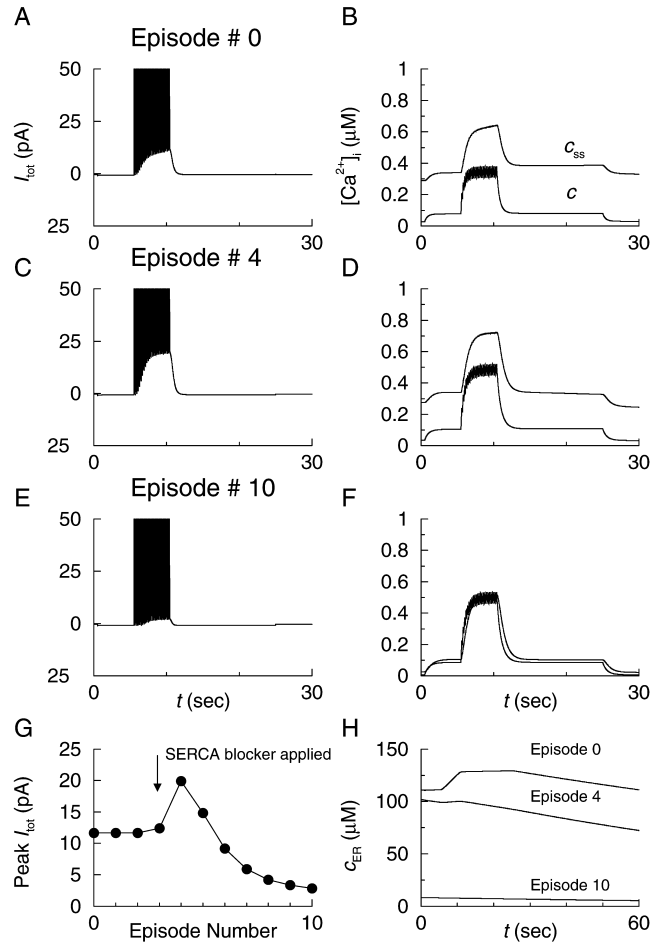 A
Episode # 0
50
25
0
25
I_tot (pA)
0
30
B
1
0.8
0.6
0.4
0.2
0
[Ca²⁺]_i (μM)
c_ss
c
0
30
C
Episode # 4
50
25
0
25
0
30
D
1
0.8
0.6
0.4
0.2
0
0
30
E
Episode # 10
50
25
0
25
0
30
t (sec)
F
1
0.8
0.6
0.4
0.2
0
0
30
t (sec)
G
25
20
15
10
5
0
Peak I_tot (pA)
SERCA blocker applied
0
10
Episode Number
H
150
100
50
0
c_ER (μM)
Episode 0
Episode 4
Episode 10
0
60
t (sec)